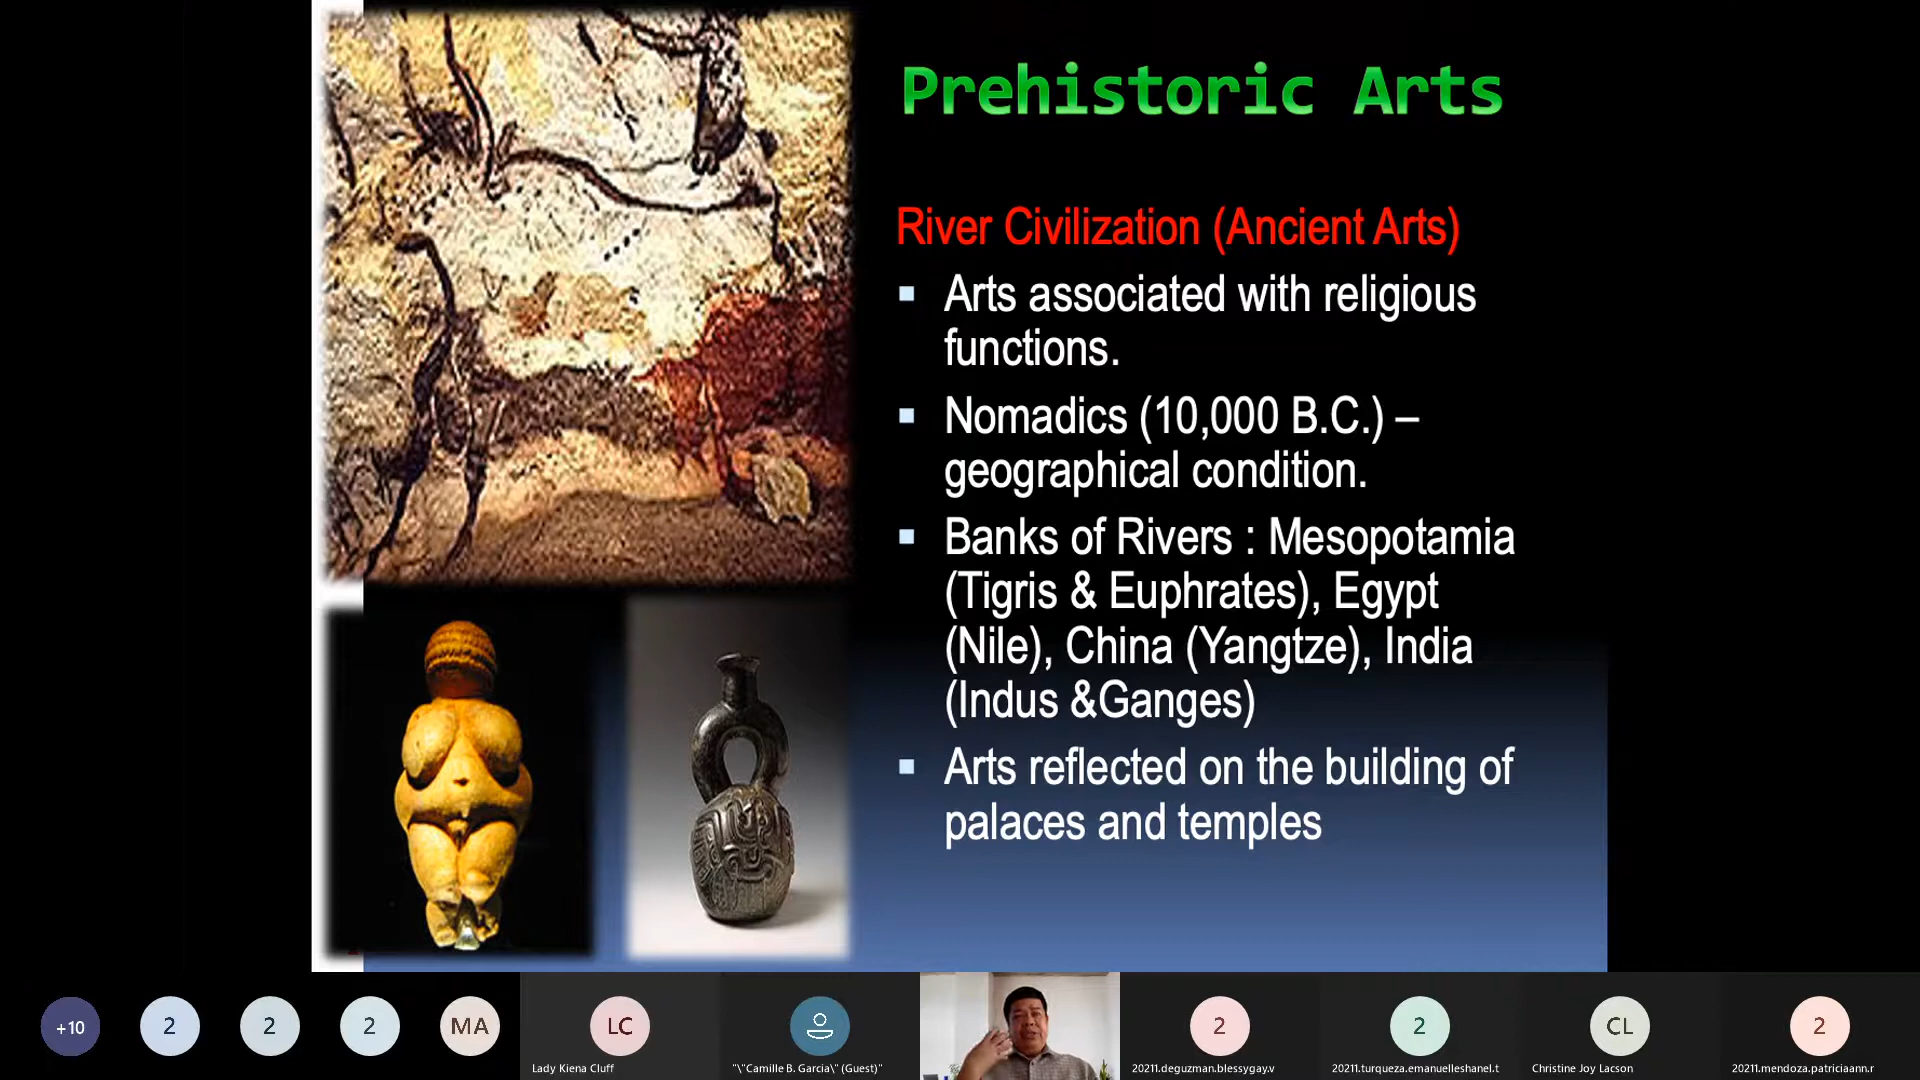 Prehistoric Arts
River Civilization (Ancient Arts)
▪ Arts associated with religious
functions.
▪ Nomadics (10,000 B.C.) –
geographical condition.
▪ Banks of Rivers : Mesopotamia
(Tigris & Euphrates), Egypt
(Nile), China (Yangtze), India
(Indus &Ganges)
▪ Arts reflected on the building of
palaces and temples
+10
2
2
2
MA
LC
2
2
CL
2
Lady Kiena Cluff
"\"Camille B. Garcia\" (Guest)"
20211.deguzman.blessygay.v
20211.turqueza.emanuelleshanel.t
Christine Joy Lacson
20211.mendoza.patriciaann.r